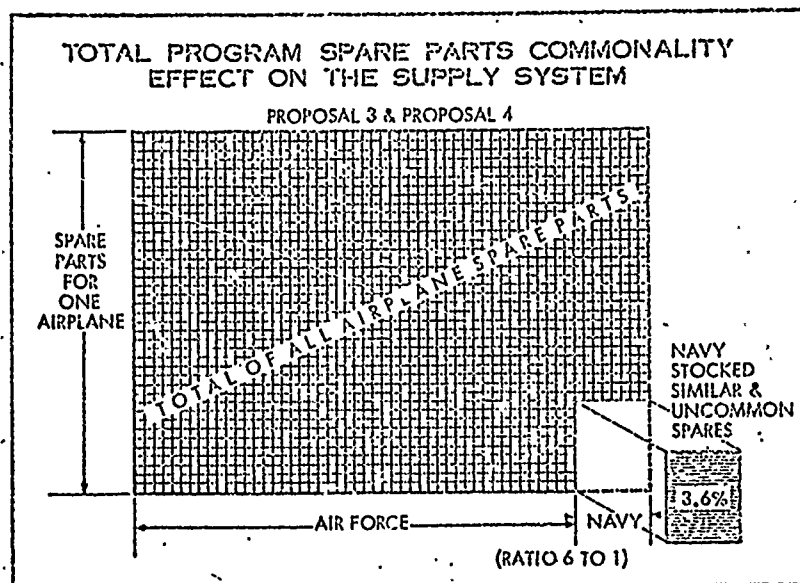 TOTAL PROGRAM SPARE PARTS COMMONALITY
EFFECT ON THE SUPPLY SYSTEM
PROPOSAL 3 & PROPOSAL 4
SPARE
PARTS
FOR
ONE
AIRPLANE
TOTAL OF ALL AIRPLANE SPARE PARTS
NAVY
STOCKED
SIMILAR &
UNCOMMON
SPARES
3.6%
AIR FORCE
NAVY
(RATIO 6 TO 1)